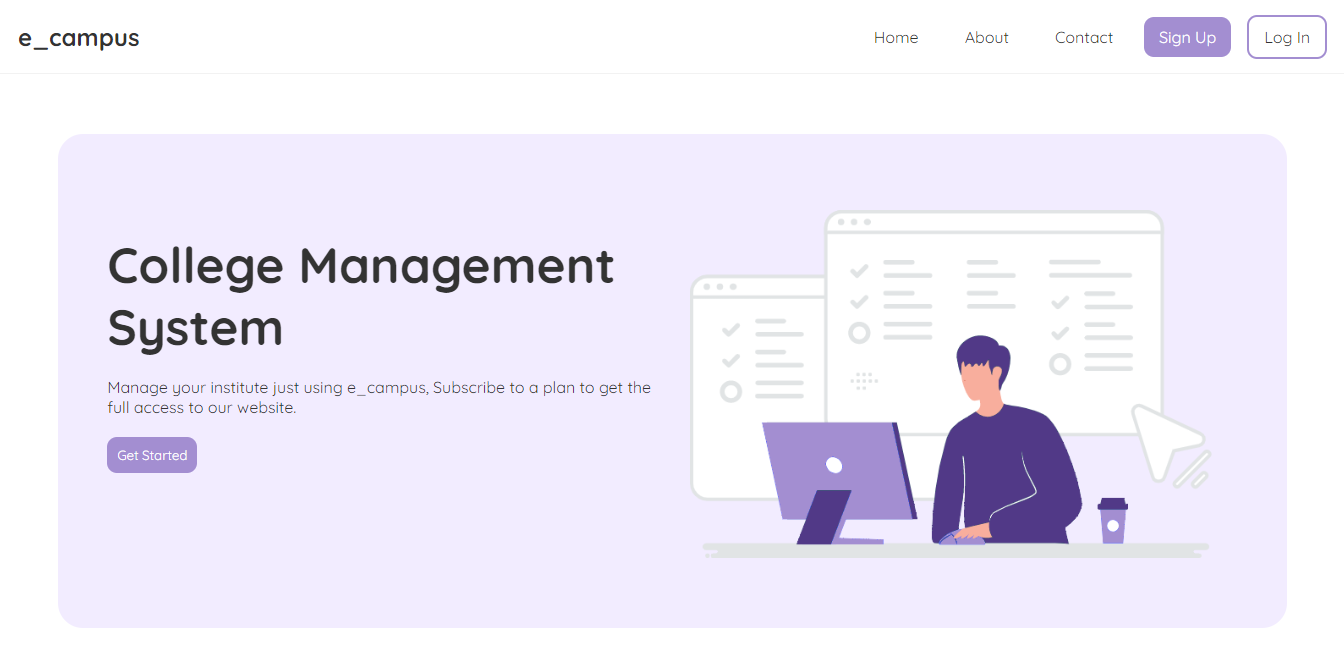 e_campus
Home
About
Contact
Sign Up
Log In
College Management
System
Manage your institute just using e_campus, Subscribe to a plan to get the
full access to our website.
Get Started